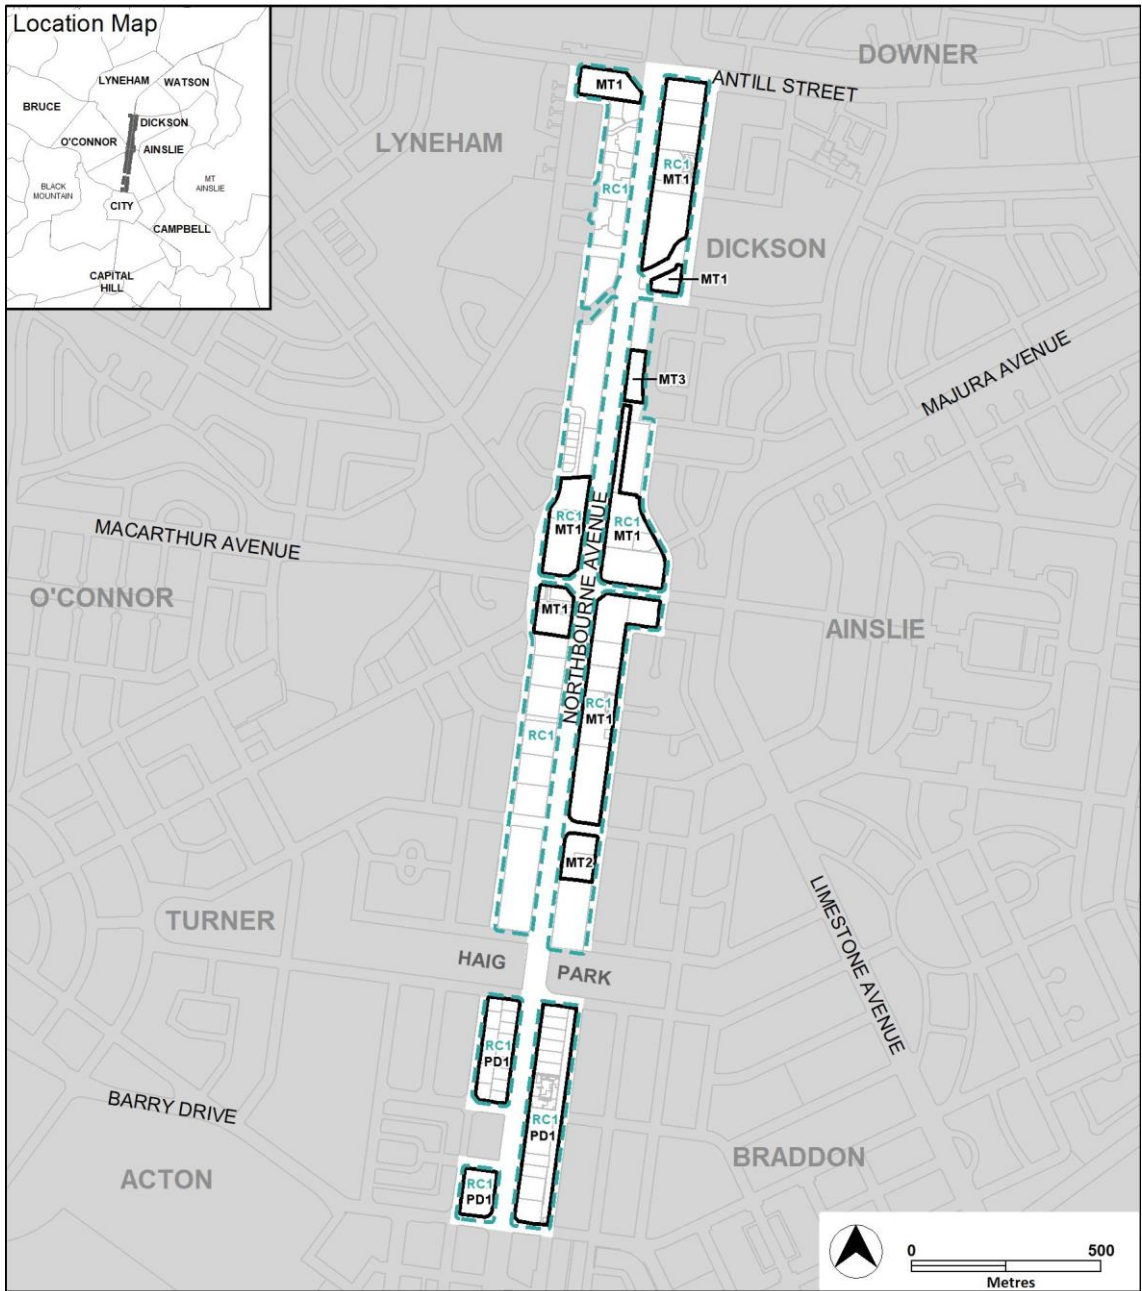 Location Map
LYNEHAM
WATSON
BRUCE
DICKSON
O'CONNOR
AINSLIE
BLACK
MOUNTAIN
MT
AINSLIE
CITY
CAMPBELL
CAPITAL
HILL
DOWNER
ANTILL STREET
MT1
LYNEHAM
RC1
MT1
RC1
DICKSON
MT1
MAJURA AVENUE
MT3
NORTHBOURNE AVENUE
RC1
MT1
RC1
MT1
MACARTHUR AVENUE
O'CONNOR
MT1
AINSLIE
RC1
MT1
RC1
MT2
LIMESTONE AVENUE
TURNER
HAIG PARK
RC1
PD1
BARRY DRIVE
RC1
PD1
BRADDON
ACTON
RC1
PD1
0 500
Metres